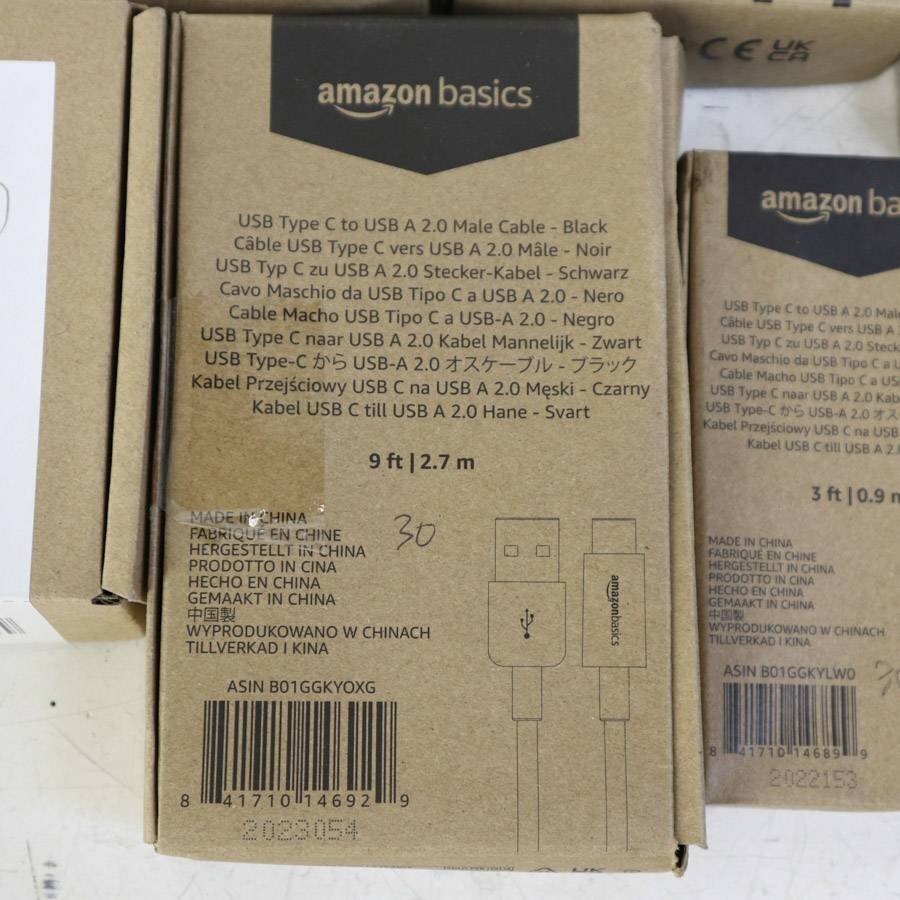 amazon basics
USB Type C to USB A 2.0 Male Cable - Black
Câble USB Type C vers USB A 2.0 Mâle - Noir
USB Typ C zu USB A 2.0 Stecker-Kabel - Schwarz
Cavo Maschio da USB Tipo C a USB A 2.0 - Nero
Cable Macho USB Tipo C a USB-A 2.0 - Negro
USB Type C naar USB A 2.0 Kabel Mannelijk - Zwart
USB Type-C から USB-A 2.0 オスケーブル - ブラック
Kabel Przejściowy USB C na USB A 2.0 Męski - Czarny
Kabel USB C till USB A 2.0 Hane - Svart
9 ft | 2.7 m
MADE IN CHINA
FABRIQUÉ EN CHINE
HERGESTELLT IN CHINA
PRODOTTO IN CINA
HECHO EN CHINA
GEMAAKT IN CHINA
中国製
WYPRODUKOWANO W CHINACH
TILLVERKAD I KINA
30
amazonbasics
ASIN B01GGKYOXG
8 41710 14692 9
2023054
CE UK CA
amazon ba
USB Type C to USB A 2.0 Male
Câble USB Type C vers USB A
USB Typ C zu USB A 2.0 Steck
Cavo Maschio da USB Tipo C a U
Cable Macho USB Tipo C a US
USB Type C naar USB A 2.0 Kab
USB Type-C から USB-A 2.0 オス
Kabel Przejściowy USB C na USB
Kabel USB C till USB A 2.
3 ft | 0.9 m
MADE IN CHINA
FABRIQUÉ EN CHINE
HERGESTELLT IN CHINA
PRODOTTO IN CINA
HECHO EN CHINA
GEMAAKT IN CHINA
中国製
WYPRODUKOWANO W CHINACH
TILLVERKAD I KINA
ASIN B01GGKYLW0
8 41710 14689 9
2022153